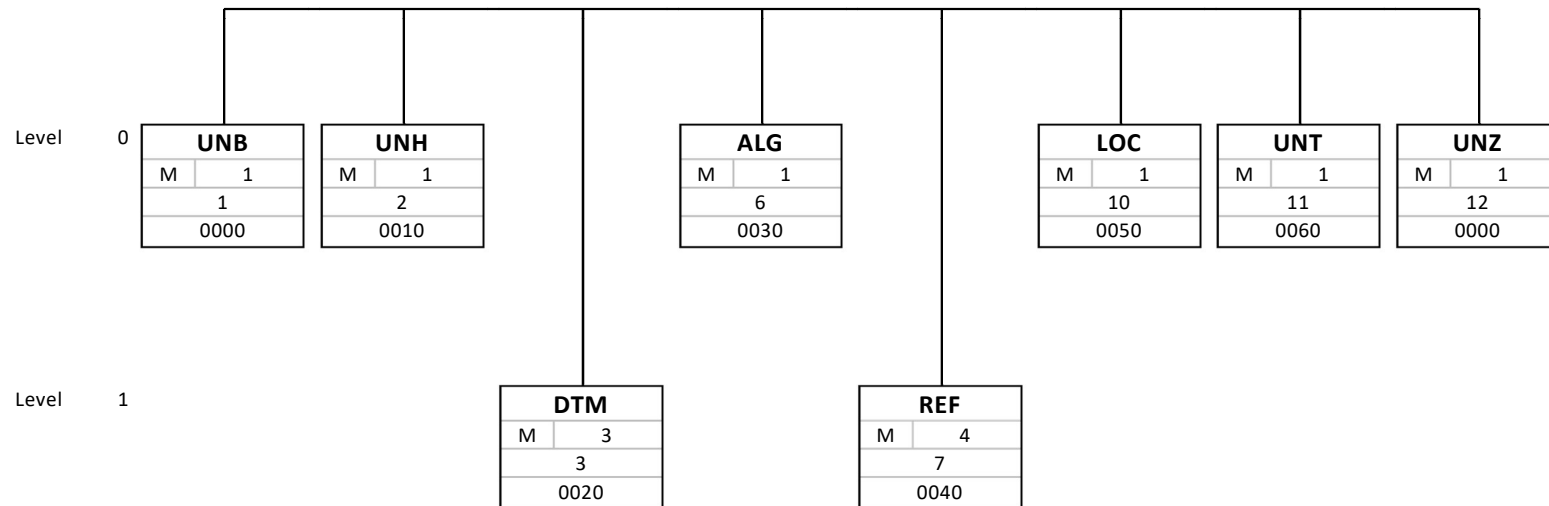 Level 0 UNB UNH ALG LOC UNT UNZ
M 1 M 1 M 1 M 1 M 1 M 1
1 2 6 10 11 12
0000 0010 0030 0050 0060 0000
Level 1 DTM REF
M 3 M 4
3 7
0020 0040